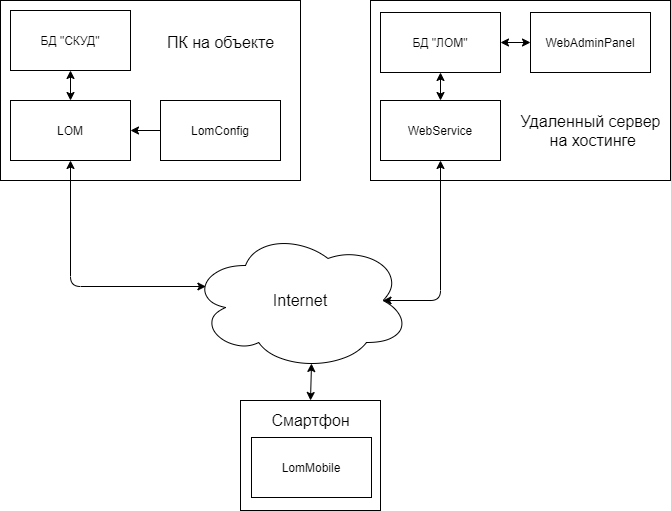 БД "СКУД"
ПК на объекте
LOM
LomConfig
БД "ЛОМ"
WebAdminPanel
WebService
Удаленный сервер
на хостинге
Internet
Смартфон
LomMobile